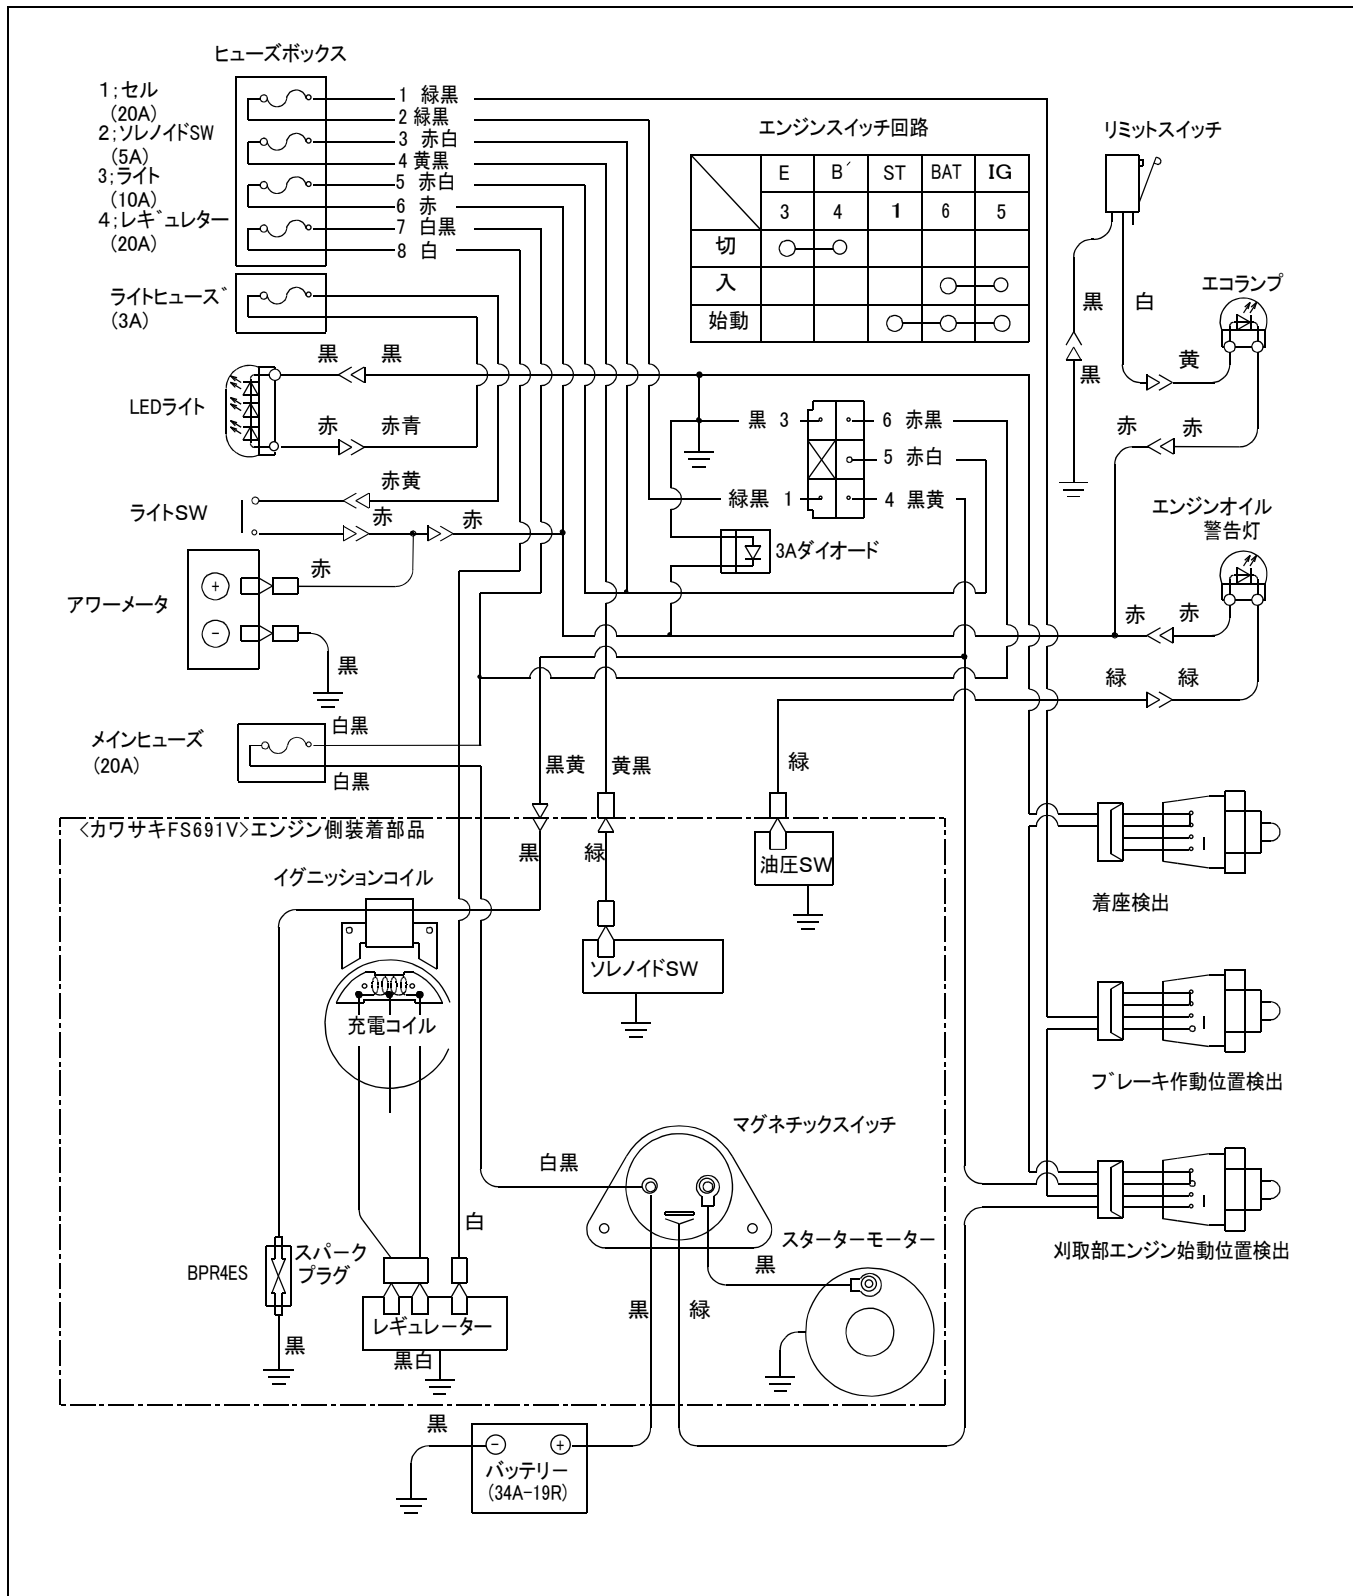 ヒューズボックス
1;セル
(20A)
2;ソレノイドSW
(5A)
3;ライト
(10A)
4;レギュレター
(20A)
1 緑黒
2 緑黒
3 赤白
4 黄黒
5 赤白
6 赤
7 白黒
8 白
エンジンスイッチ回路
E B´ ST BAT IG
3 4 1 6 5
切
入
始動
リミットスイッチ
黒 白
黒
エコランプ
黄
赤 赤
ライトヒューズ
(3A)
黒 黒
LEDライト
赤 赤青
赤黄
ライトSW
赤 赤
黒 3
6 赤黒
5 赤白
緑黒 1
4 黒黄
3Aダイオード
エンジンオイル
警告灯
赤 赤
緑 緑
アワーメータ
+
-
赤
黒
メインヒューズ
(20A)
白黒
白黒
黒黄
黄黒
緑
<カワサキFS691V>エンジン側装着部品
黒
緑
油圧SW
着座検出
イグニッションコイル
ソレノイドSW
充電コイル
ブレーキ作動位置検出
マグネチックスイッチ
白黒
白
スターターモーター
黒
刈取部エンジン始動位置検出
スパーク
プラグ
BPR4ES
黒
緑
レギュレーター
黒
黒白
黒
-
+
バッテリー
(34A-19R)